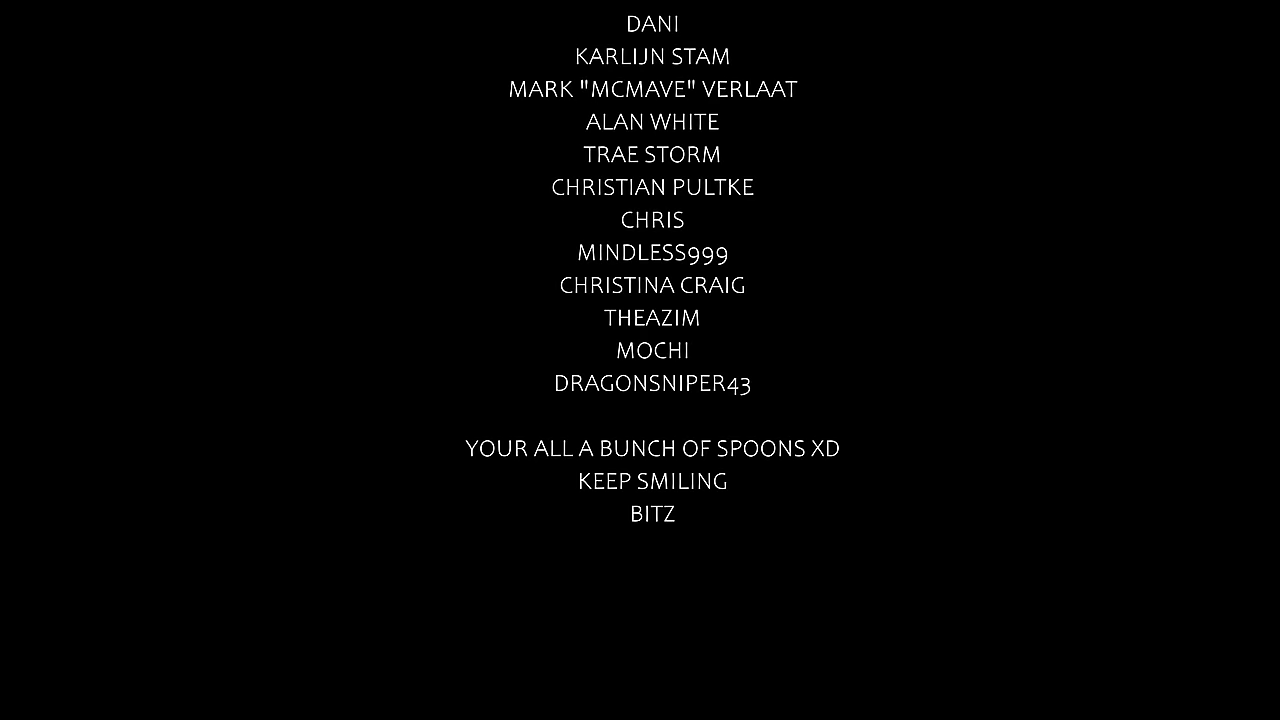 DANI
KARLIJN STAM
MARK "MCMAVE" VERLAAT
ALAN WHITE
TRAE STORM
CHRISTIAN PULTKE
CHRIS
MINDLESS999
CHRISTINA CRAIG
THEAZIM
MOCHI
DRAGONSNIPER43
YOUR ALL A BUNCH OF SPOONS XD
KEEP SMILING
BITZ